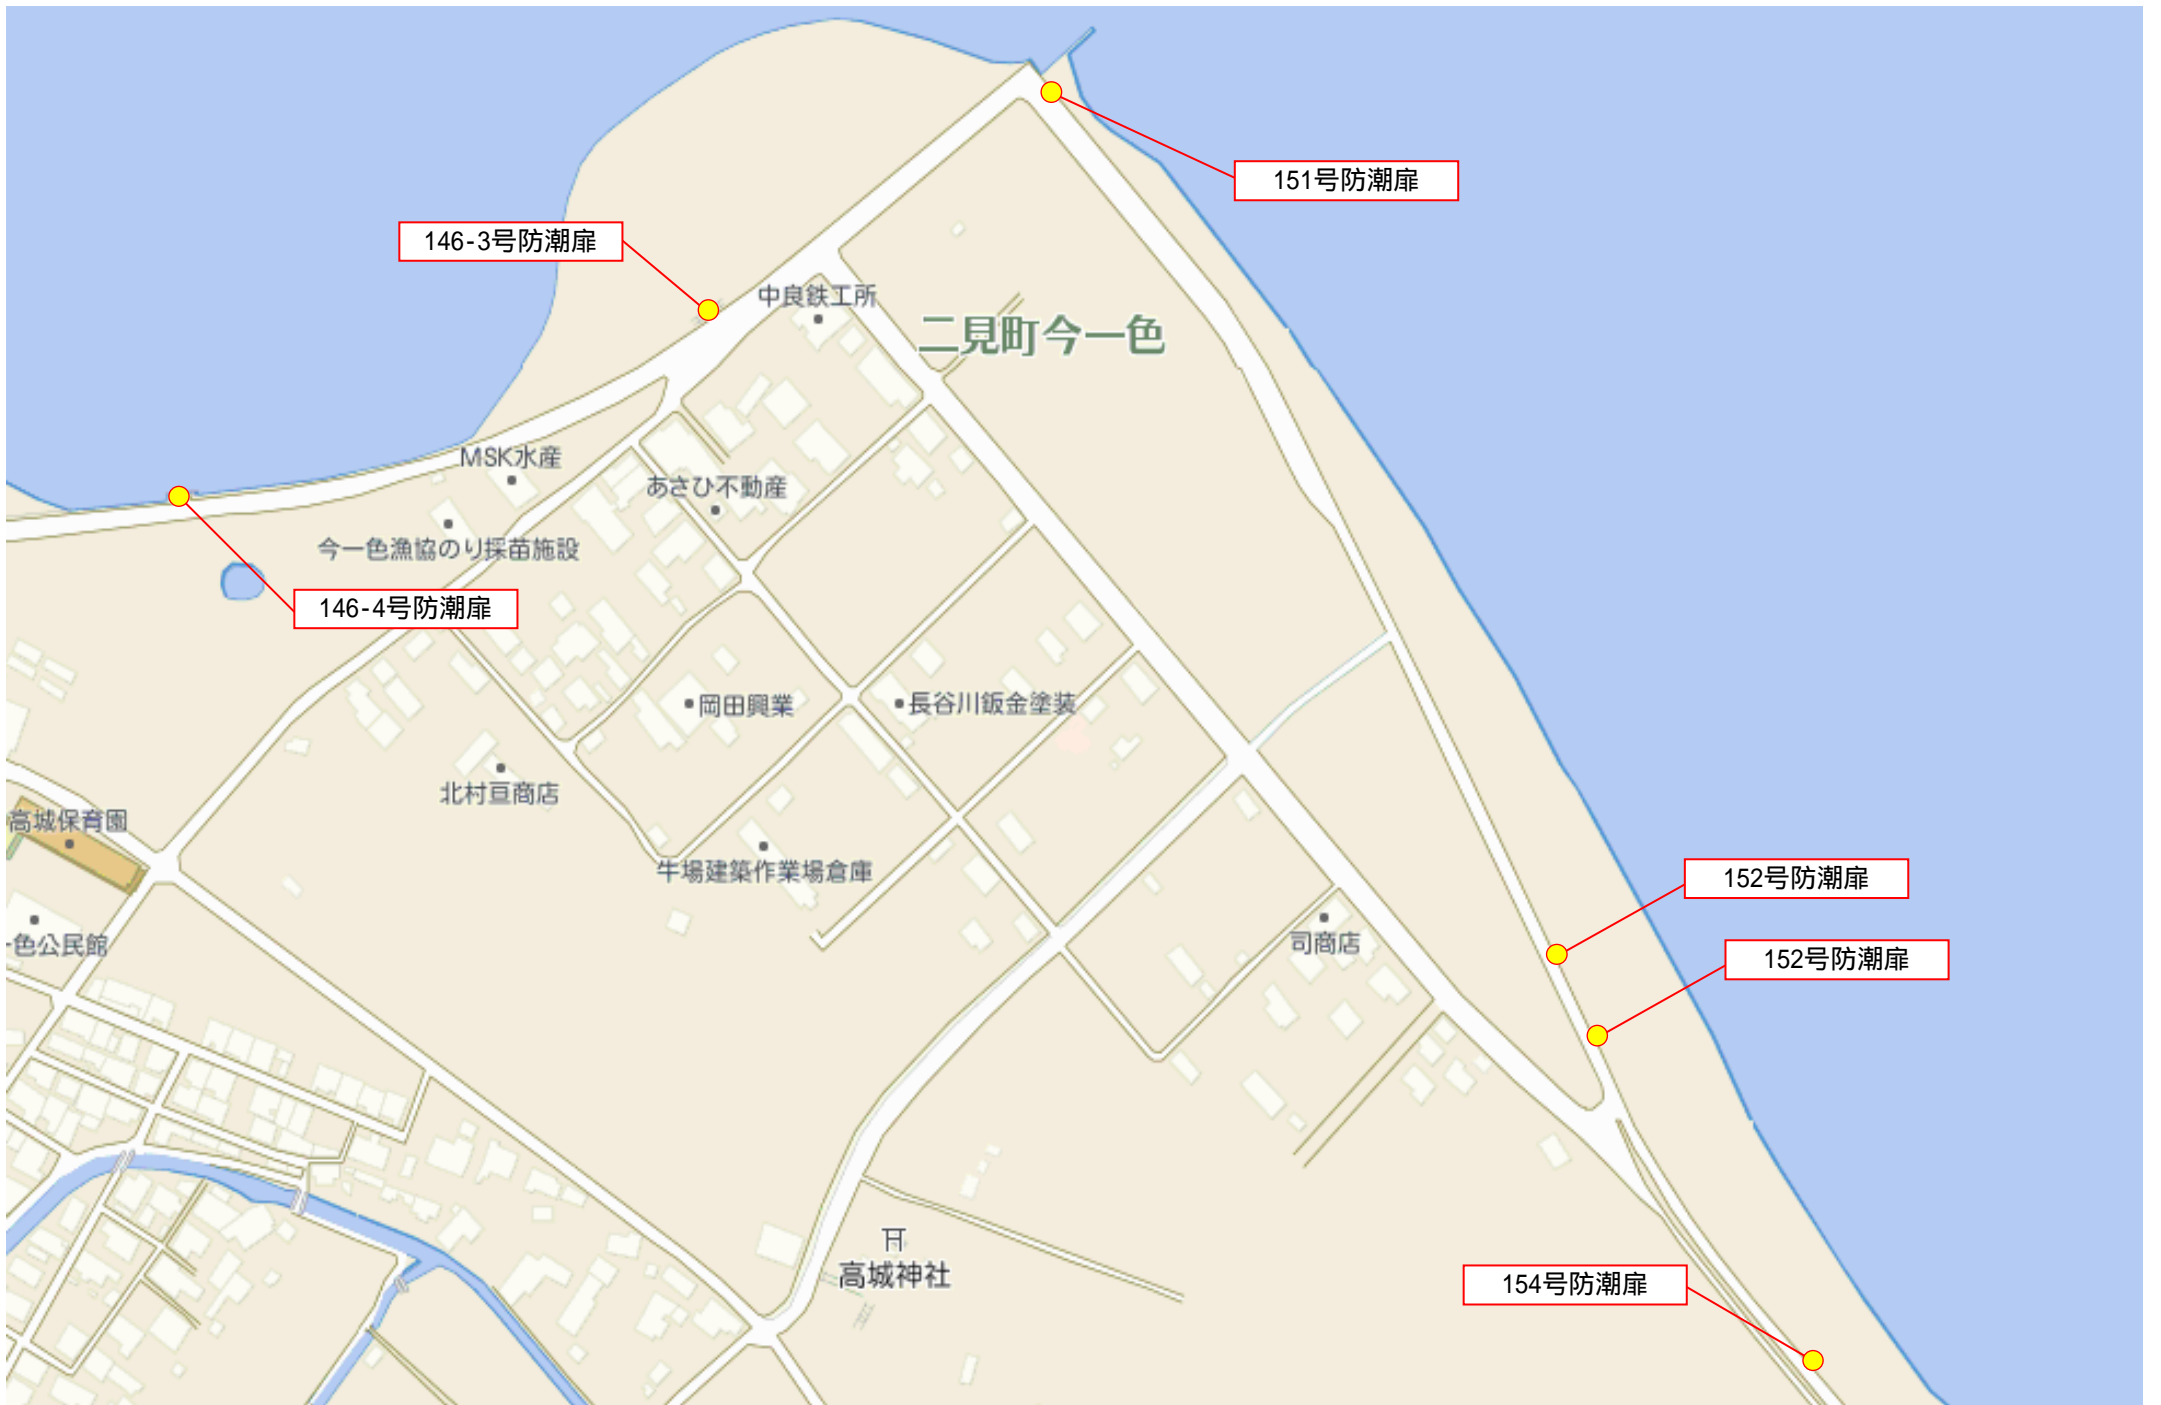 151号防潮扉
146-3号防潮扉
中良鉄工所
二見町今一色
MSK水産
あさひ不動産
今一色漁協のり採苗施設
146-4号防潮扉
岡田興業
長谷川鈑金塗装
北村亘商店
高城保育園
牛場建築作業場倉庫
152号防潮扉
司商店
一色公民館
152号防潮扉
高城神社
154号防潮扉